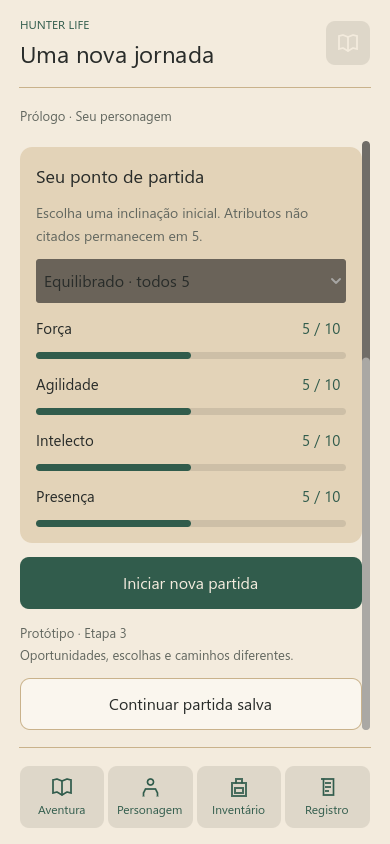 HUNTER LIFE
Uma nova jornada
Prólogo · Seu personagem
Seu ponto de partida
Escolha uma inclinação inicial. Atributos não
citados permanecem em 5.
Equilibrado · todos 5
Força 5 / 10
Agilidade 5 / 10
Intelecto 5 / 10
Presença 5 / 10
Iniciar nova partida
Protótipo · Etapa 3
Oportunidades, escolhas e caminhos diferentes.
Continuar partida salva
Aventura Personagem Inventário Registro